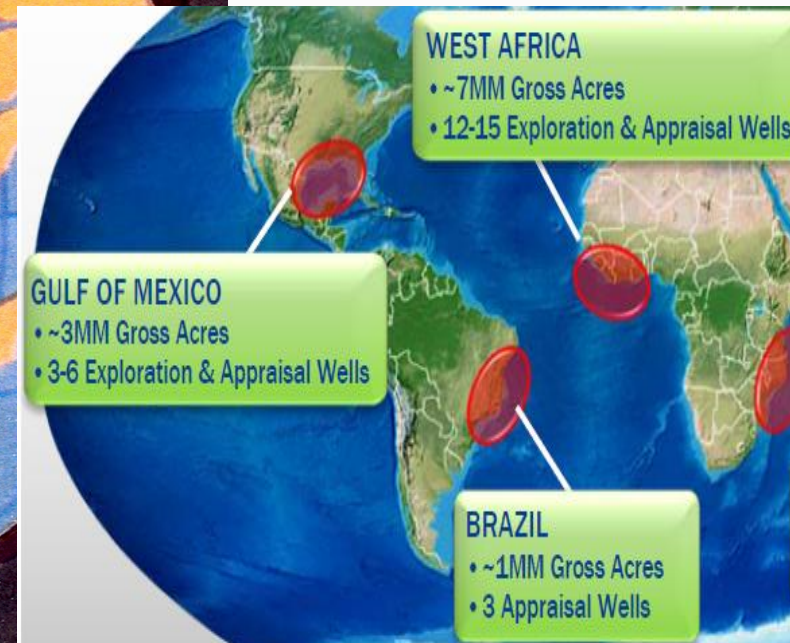 WEST AFRICA
• ~7MM Gross Acres
• 12-15 Exploration & Appraisal Wells
GULF OF MEXICO
• ~3MM Gross Acres
• 3-6 Exploration & Appraisal Wells
BRAZIL
• ~1MM Gross Acres
• 3 Appraisal Wells